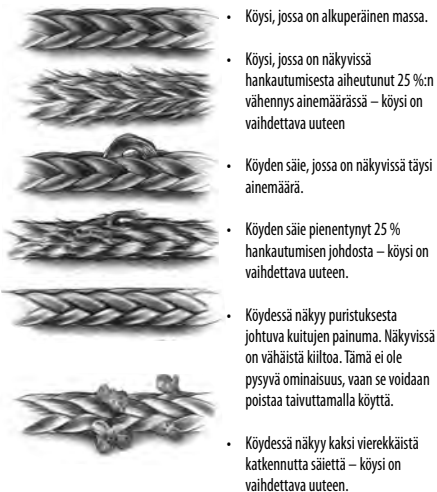 • Köysi, jossa on alkuperäinen massa.
• Köysi, jossa on näkyvissä
hankautumisesta aiheutunut 25 %:n
vähennys ainemäärässä – köysi on
vaihdettava uuteen
• Köyden säie, jossa on näkyvissä täysi
ainemäärä.
• Köyden säie pienentynyt 25 %
hankautumisen johdosta – köysi on
vaihdettava uuteen.
• Köydessä näkyy puristuksesta
johtuva kuitujen painuma. Näkyvissä
on vähäistä kiiltoa. Tämä ei ole
pysyvä ominaisuus, vaan se voidaan
poistaa taivuttamalla köyttä.
• Köydessä näkyy kaksi vierekkäistä
katkennutta säiettä – köysi on
vaihdettava uuteen.